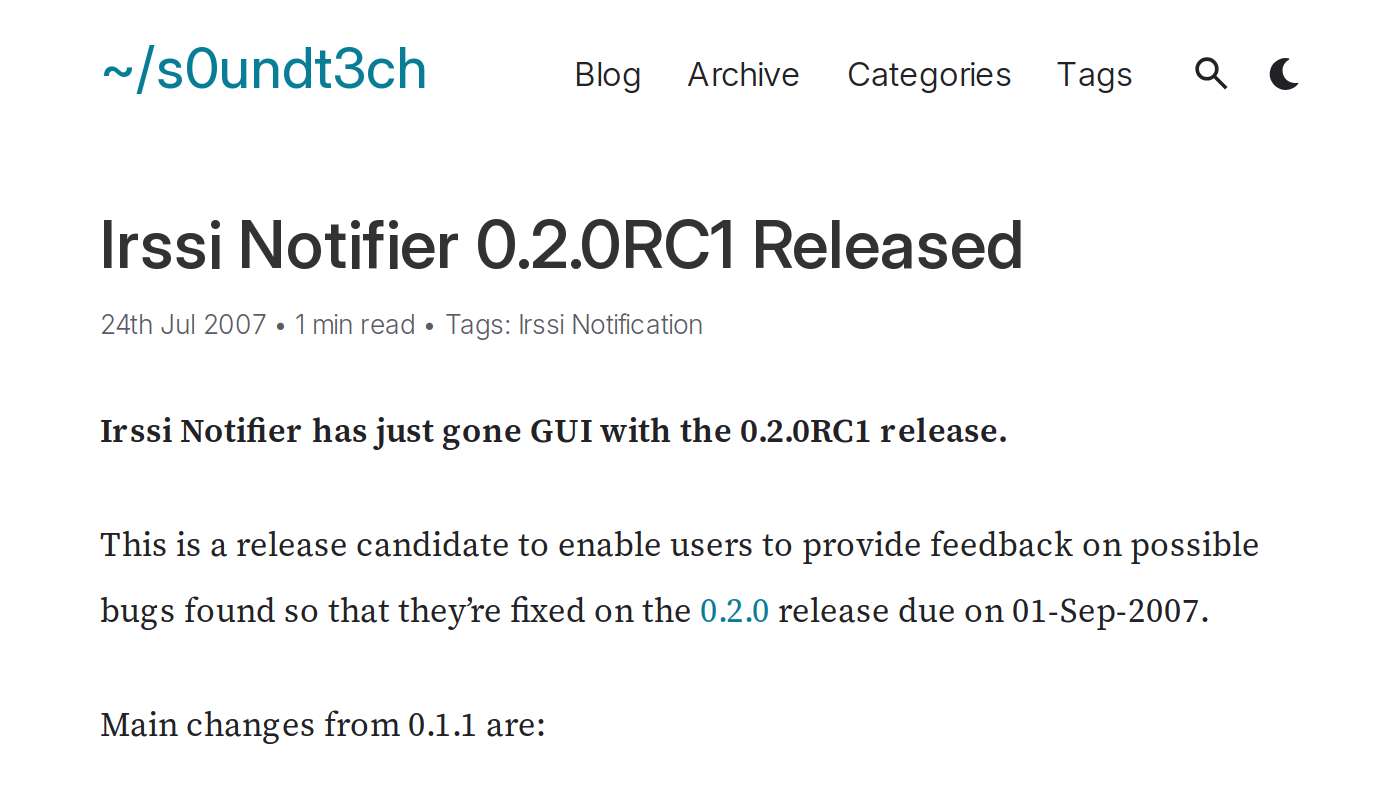 ~/s0undt3ch
Blog Archive Categories Tags
Irssi Notifier 0.2.0RC1 Released
24th Jul 2007 • 1 min read • Tags: Irssi Notification
Irssi Notifier has just gone GUI with the 0.2.0RC1 release.
This is a release candidate to enable users to provide feedback on possible
bugs found so that they’re fixed on the 0.2.0 release due on 01-Sep-2007.
Main changes from 0.1.1 are: